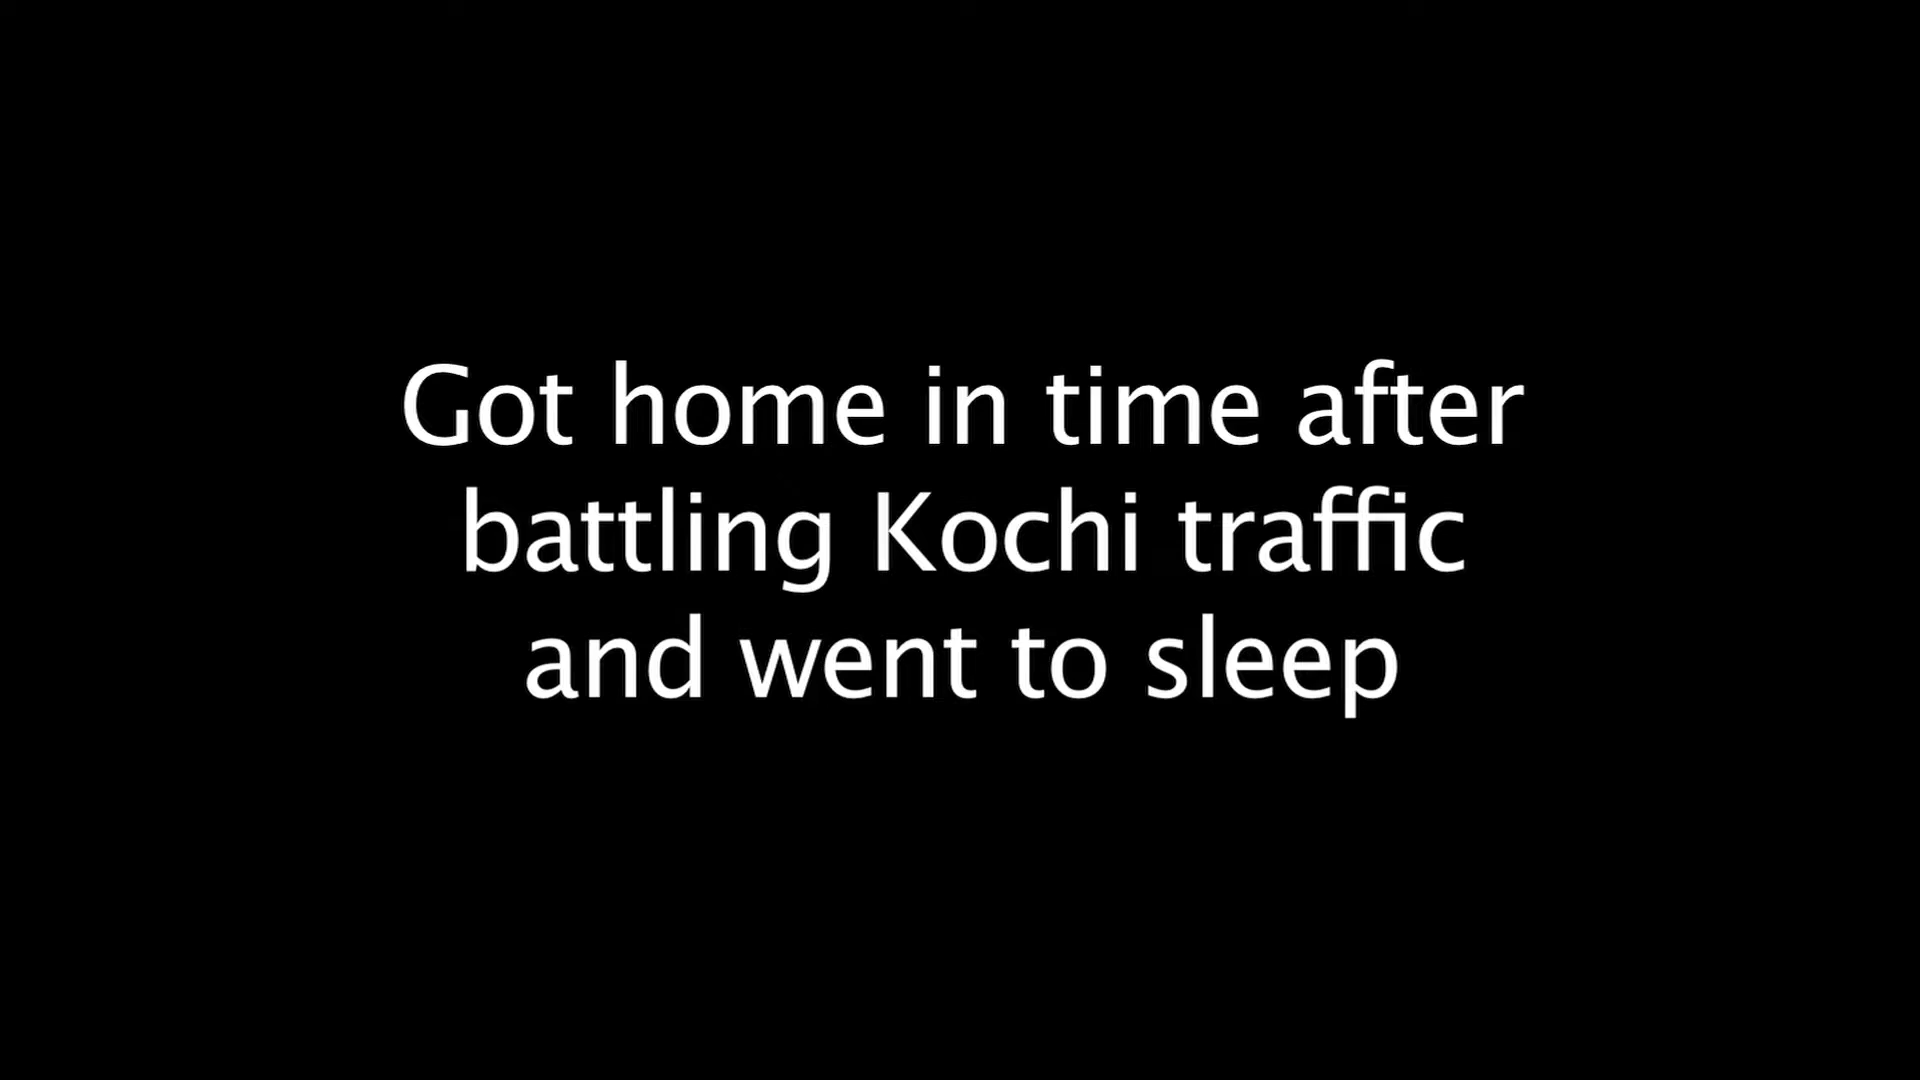 Got home in time after
battling Kochi traffic
and went to sleep